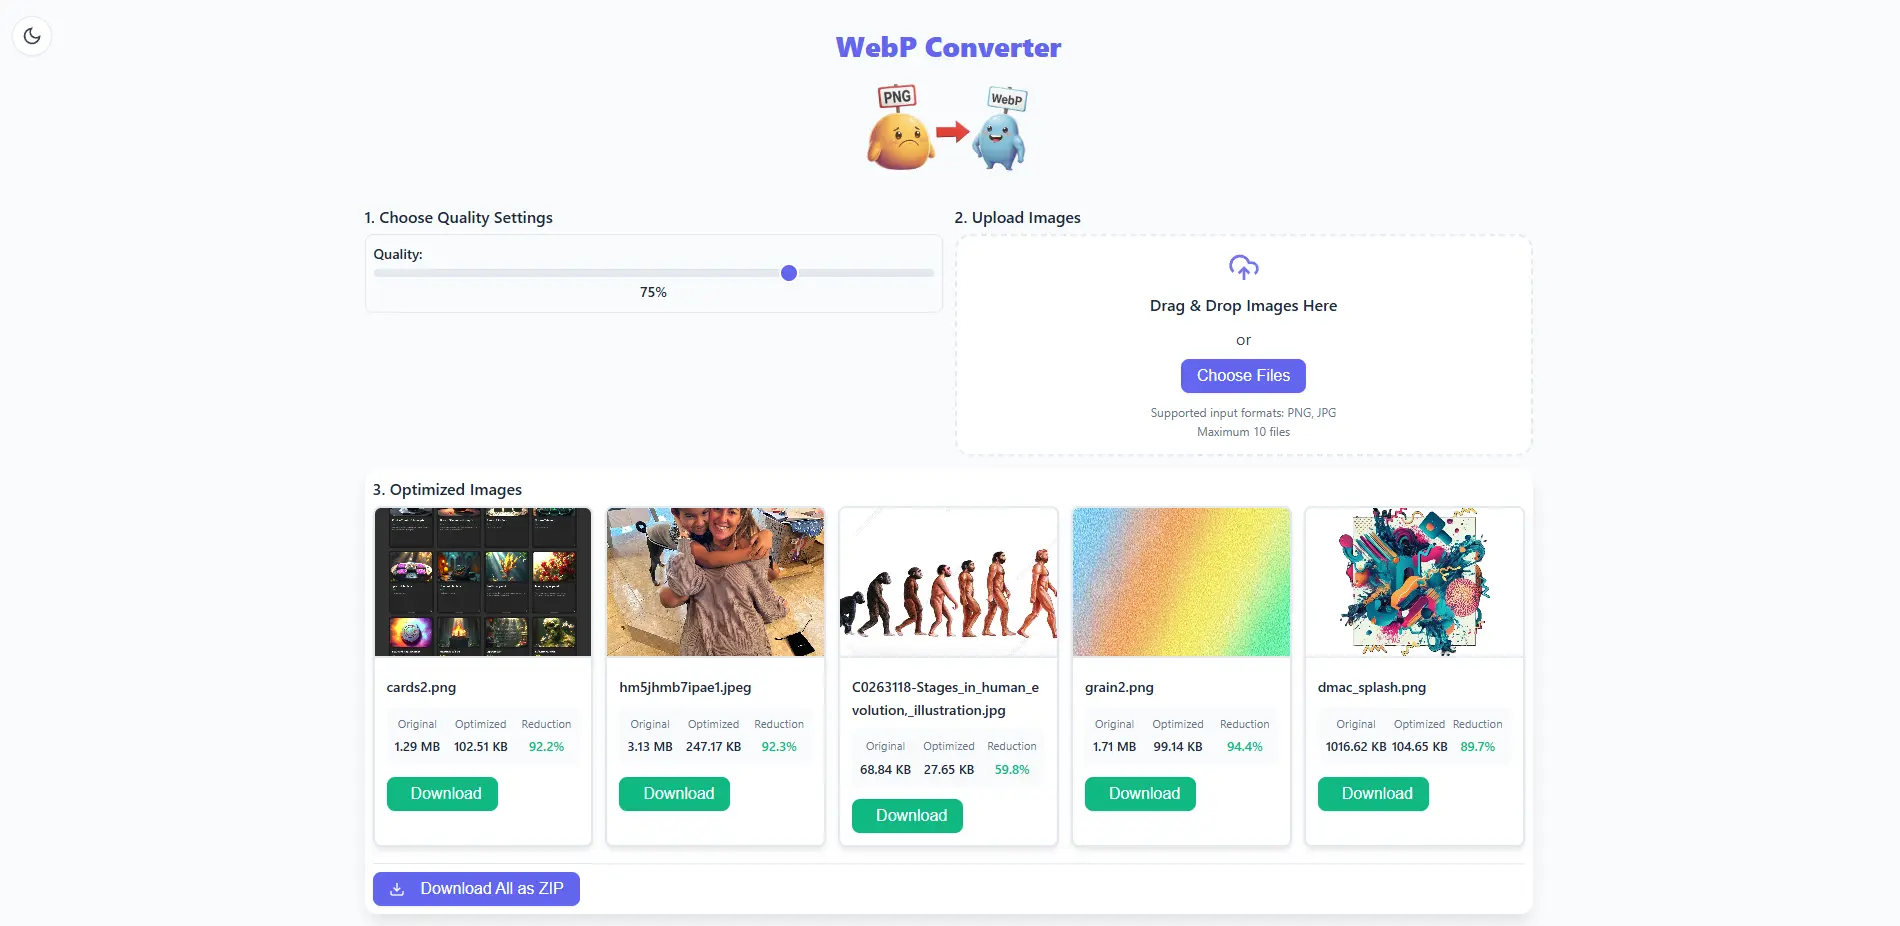 WebP Converter
PNG
WebP
1. Choose Quality Settings
Quality:
75%
2. Upload Images
Drag & Drop Images Here
or
Choose Files
Supported input formats: PNG, JPG
Maximum 10 files
3. Optimized Images
cards2.png
Original Optimized Reduction
1.29 MB 102.51 KB 92.2%
Download
hm5jhmb7ipae1.jpeg
Original Optimized Reduction
3.13 MB 247.17 KB 92.3%
Download
C0263118-Stages_in_human_e
volution,_illustration.jpg
Original Optimized Reduction
68.84 KB 27.65 KB 59.8%
Download
grain2.png
Original Optimized Reduction
1.71 MB 99.14 KB 94.4%
Download
dmac_splash.png
Original Optimized Reduction
1016.62 KB 104.65 KB 89.7%
Download
Download All as ZIP